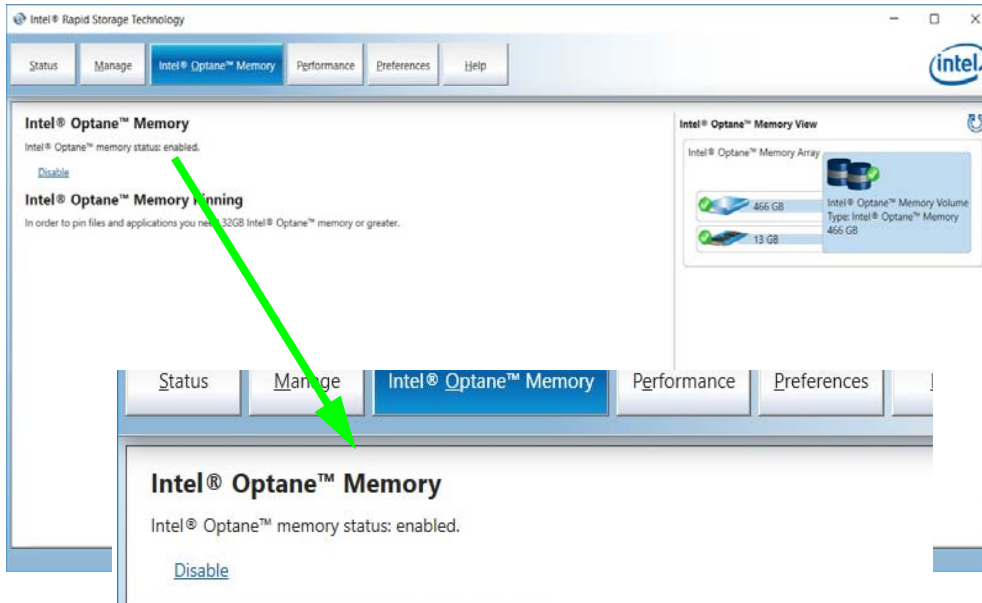 Intel® Rapid Storage Technology
Status
Manage
Intel® Optane™ Memory
Performance
Preferences
Help
intel
Intel® Optane™ Memory
Intel® Optane™ memory status: enabled.
Disable
Intel® Optane™ Memory Pinning
In order to pin files and applications you need 32GB Intel® Optane™ memory or greater.
Intel® Optane™ Memory View
Intel® Optane™ Memory Array
466 GB
13 GB
Intel® Optane™ Memory Volume
Type: Intel® Optane™ Memory
466 GB
Status
Manage
Intel® Optane™ Memory
Performance
Preferences
Intel® Optane™ Memory
Intel® Optane™ memory status: enabled.
Disable